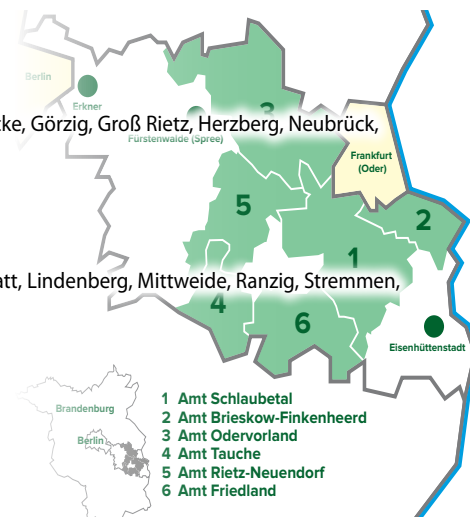 Berlin
Erkner
3
ke, Görzig, Groß Rietz, Herzberg, Neubrück,
Fürstenwalde (Spree)
Frankfurt
(Oder)
5
2
1
att, Lindenberg, Mittweide, Ranzig, Stremmen,
4
6
Eisenhüttenstadt
Brandenburg
Berlin
1 Amt Schlaubetal
2 Amt Brieskow-Finkenheerd
3 Amt Odervorland
4 Amt Tauche
5 Amt Rietz-Neuendorf
6 Amt Friedland